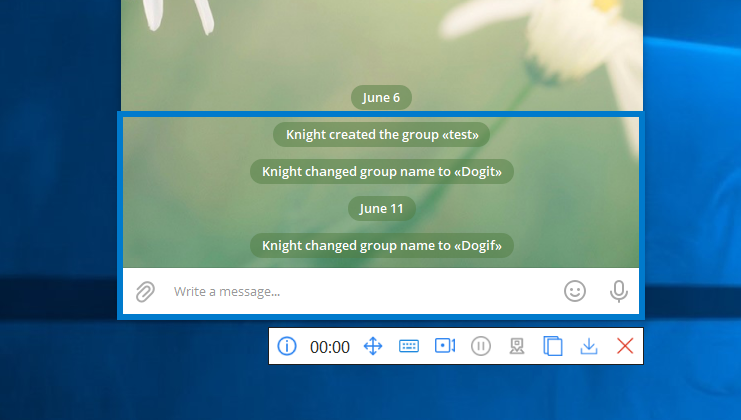 June 6
Knight created the group «test»
Knight changed group name to «Dogit»
June 11
Knight changed group name to «Dogif»
Write a message...
00:00